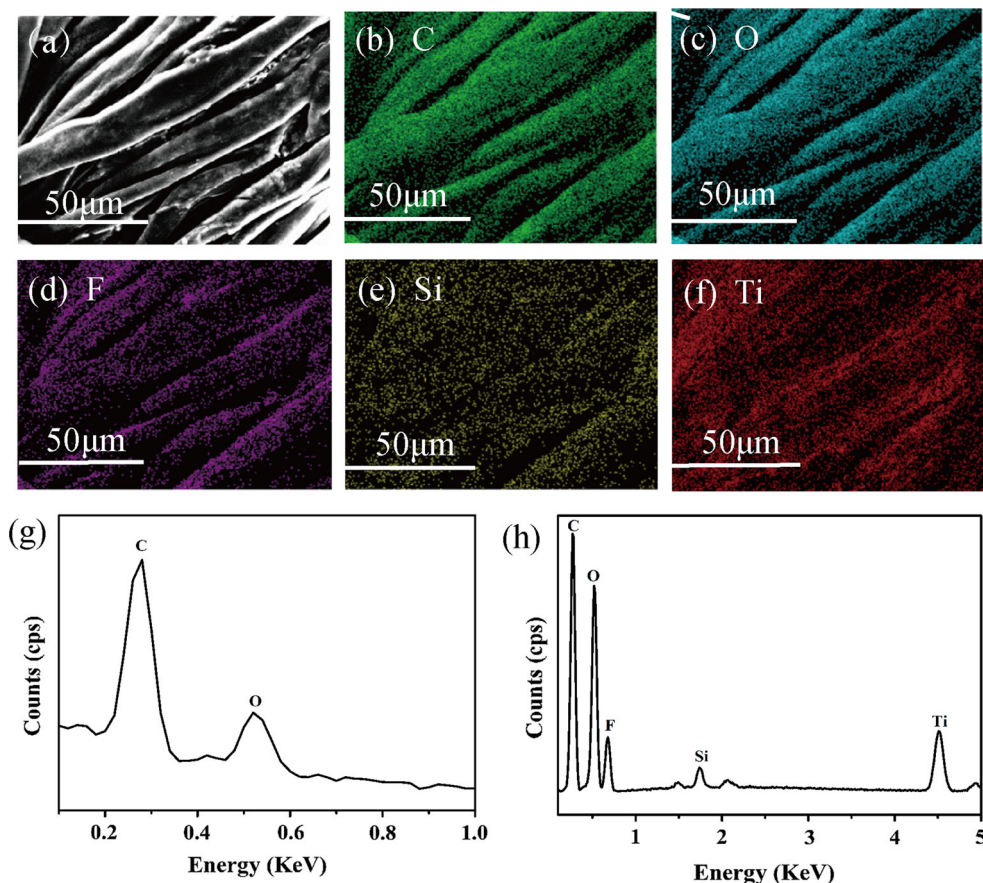 (a)
(b) C
(c) O
50μm
50μm
50μm
(d) F
(e) Si
(f) Ti
50μm
50μm
50μm
(g)
C
O
Counts (cps)
0.2 0.4 0.6 0.8 1.0
Energy (KeV)
(h)
C
O
F
Si
Ti
Counts (cps)
1 2 3 4 5
Energy (KeV)